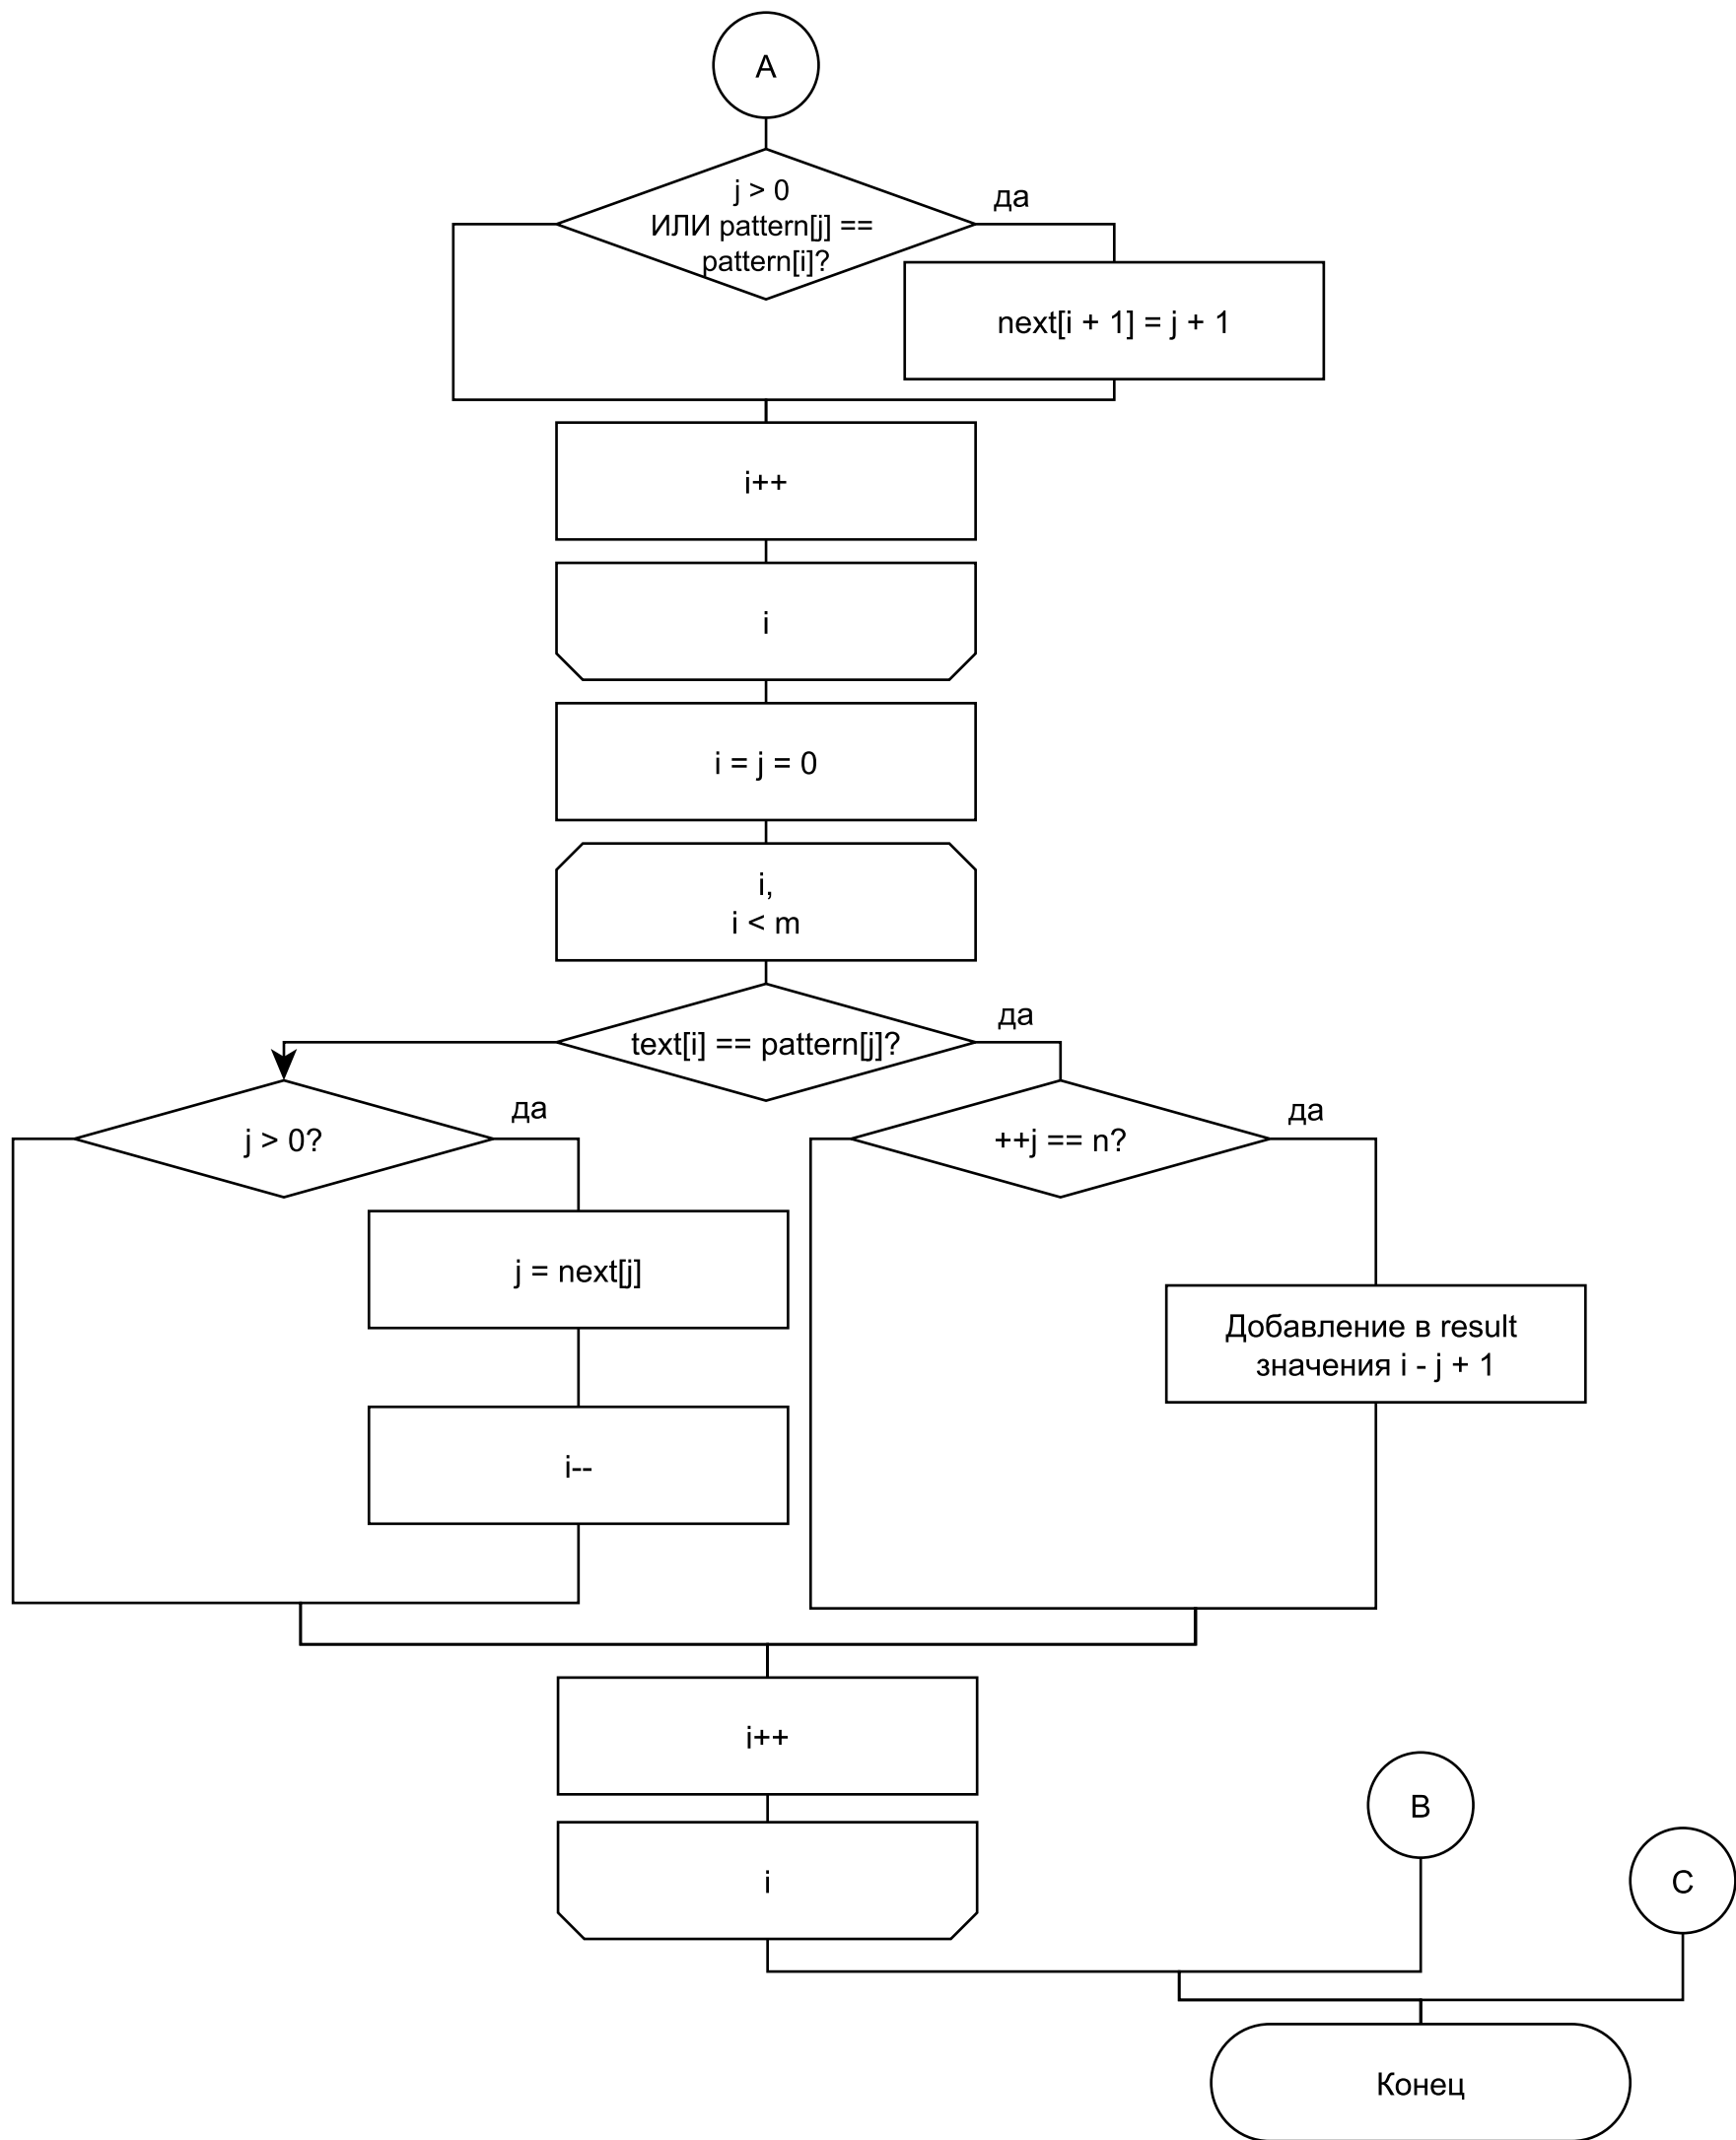 A
j > 0
ИЛИ pattern[j] ==
pattern[i]?
да
next[i + 1] = j + 1
i++
i
i = j = 0
i,
i < m
text[i] == pattern[j]?
да
j > 0?
да
++j == n?
да
j = next[j]
Добавление в result
значения i - j + 1
i--
i++
i
B
C
Конец